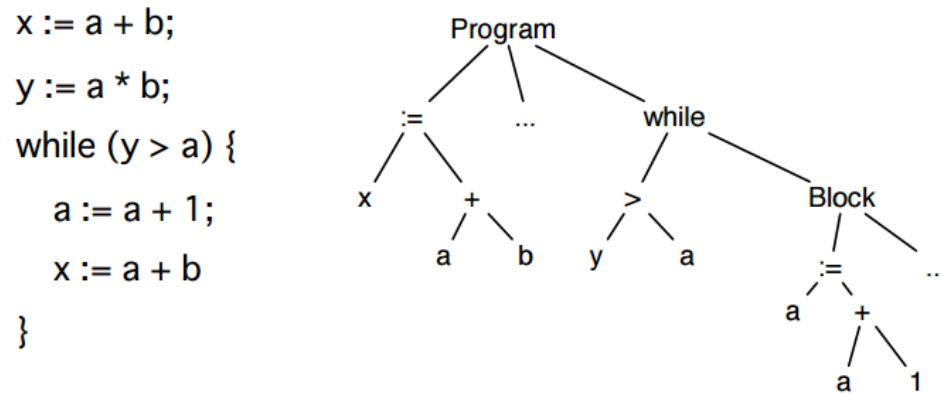 x := a + b;
y := a * b;
while (y > a) {
a := a + 1;
x := a + b
}
Program
:= ... while
x + > Block
a b y a := ..
a +
a 1